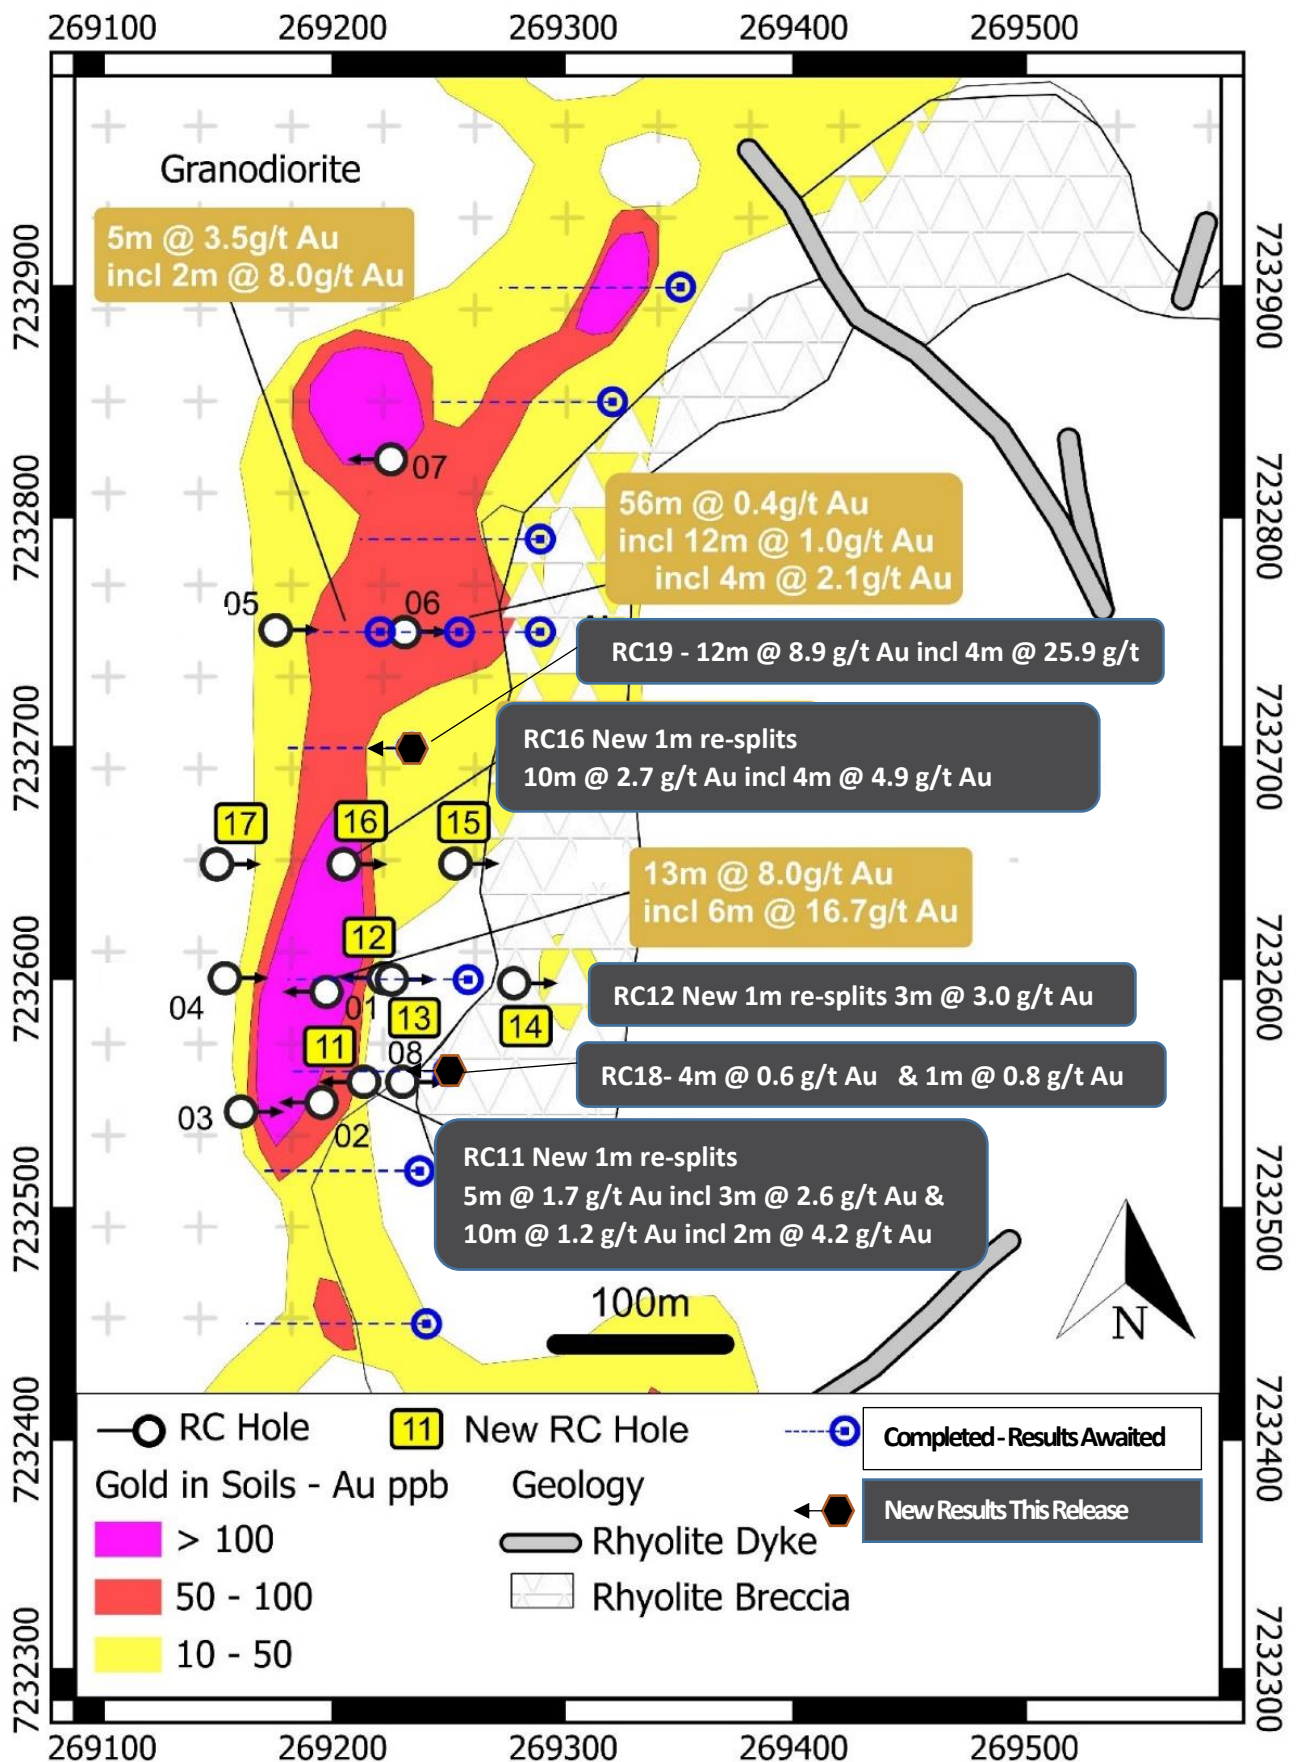 269100 269200 269300 269400 269500
Granodiorite
5m @ 3.5g/t Au
incl 2m @ 8.0g/t Au
7232900
7232900
07
7232800
7232800
56m @ 0.4g/t Au
incl 12m @ 1.0g/t Au
incl 4m @ 2.1g/t Au
05
06
RC19 - 12m @ 8.9 g/t Au incl 4m @ 25.9 g/t
7232700
7232700
RC16 New 1m re-splits
10m @ 2.7 g/t Au incl 4m @ 4.9 g/t Au
17
16
15
13m @ 8.0g/t Au
incl 6m @ 16.7g/t Au
7232600
7232600
12
04
01
13
14
RC12 New 1m re-splits 3m @ 3.0 g/t Au
11
08
RC18- 4m @ 0.6 g/t Au & 1m @ 0.8 g/t Au
03
02
RC11 New 1m re-splits
5m @ 1.7 g/t Au incl 3m @ 2.6 g/t Au &
10m @ 1.2 g/t Au incl 2m @ 4.2 g/t Au
7232500
7232500
100m
N
7232400
7232400
RC Hole
11
New RC Hole
Completed - Results Awaited
Gold in Soils - Au ppb
Geology
New Results This Release
> 100
Rhyolite Dyke
50 - 100
Rhyolite Breccia
10 - 50
7232300
7232300
269100 269200 269300 269400 269500